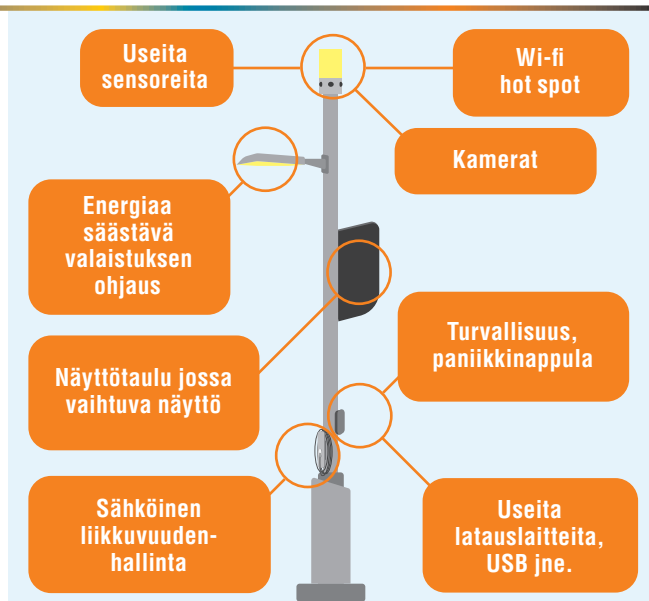 Useita
sensoreita
Wi-fi
hot spot
Kamerat
Energiaa
säästävä
valaistuksen
ohjaus
Turvallisuus,
paniikkinappula
Näyttötaulu jossa
vaihtuva näyttö
Sähköinen
liikkuvuuden-
hallinta
Useita
latauslaitteita,
USB jne.